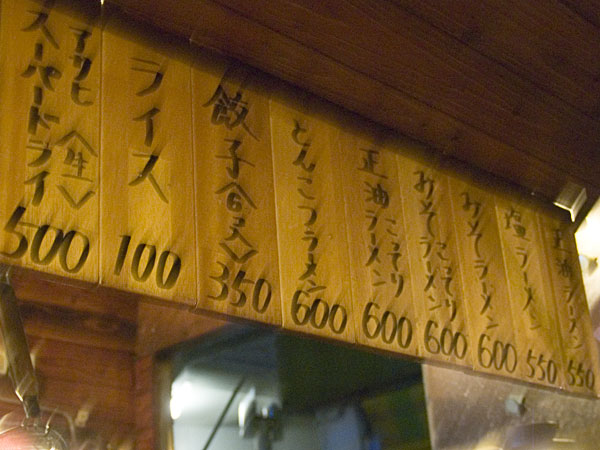 正油ラーメン
550
塩ラーメン
550
みそラーメン
600
みそラーメン
こってり
600
正油ラーメン
こってり
600
とんこつラーメン
600
餃子〈6コ〉
350
ライス
100
アサヒ〈生〉
スーパードライ
500